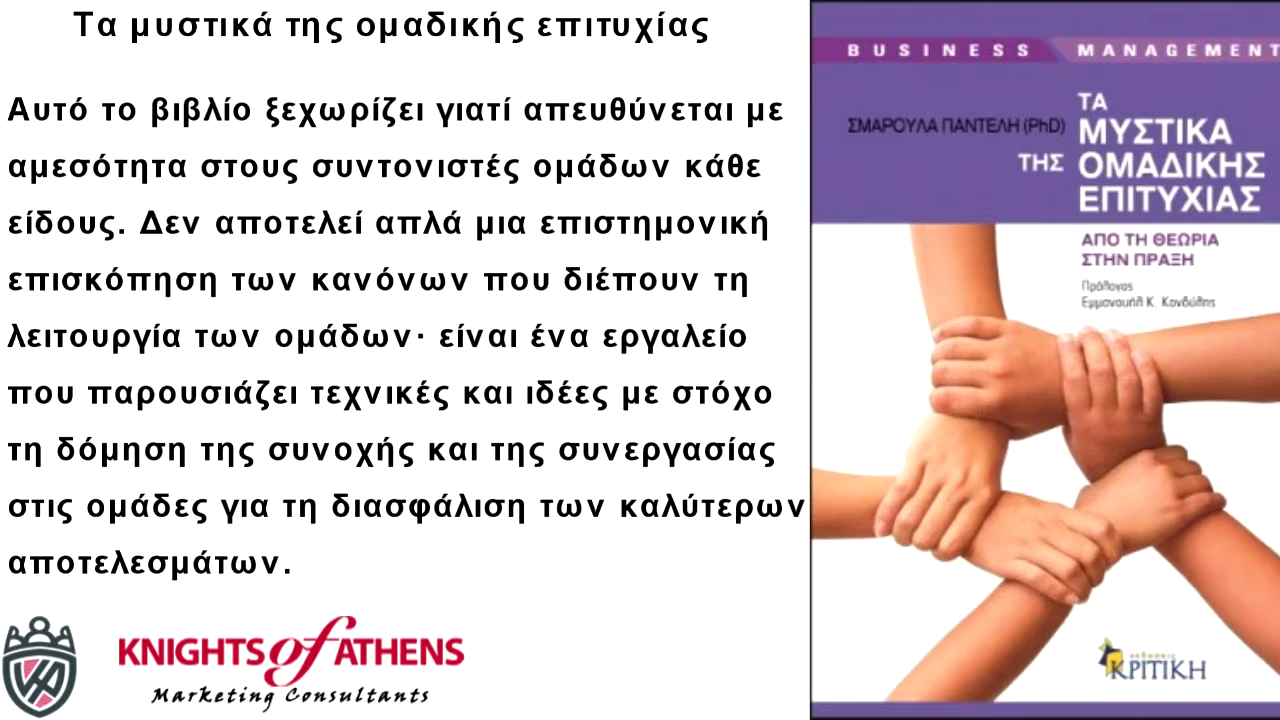 Τα μυστικά της ομαδικής επιτυχίας
Αυτό το βιβλίο ξεχωρίζει γιατί απευθύνεται με
αμεσότητα στους συντονιστές ομάδων κάθε
είδους. Δεν αποτελεί απλά μια επιστημονική
επισκόπηση των κανόνων που διέπουν τη
λειτουργία των ομάδων· είναι ένα εργαλείο
που παρουσιάζει τεχνικές και ιδέες με στόχο
τη δόμηση της συνοχής και της συνεργασίας
στις ομάδες για τη διασφάλιση των καλύτερων
αποτελεσμάτων.
KNIGHTS of ATHENS
Marketing Consultants
BUSINESS MANAGEMENT
ΣΜΑΡΟΥΛΑ ΠΑΝΤΕΛΗ (PhD)
ΤΑ
ΜΥΣΤΙΚΑ
ΤΗΣ ΟΜΑΔΙΚΗΣ
ΕΠΙΤΥΧΙΑΣ
ΑΠΟ ΤΗ ΘΕΩΡΙΑ
ΣΤΗΝ ΠΡΑΞΗ
Πρόλογος
Εμμανουήλ Κ. Κονδύλης
εκδόσεις
ΚΡΙΤΙΚΗ